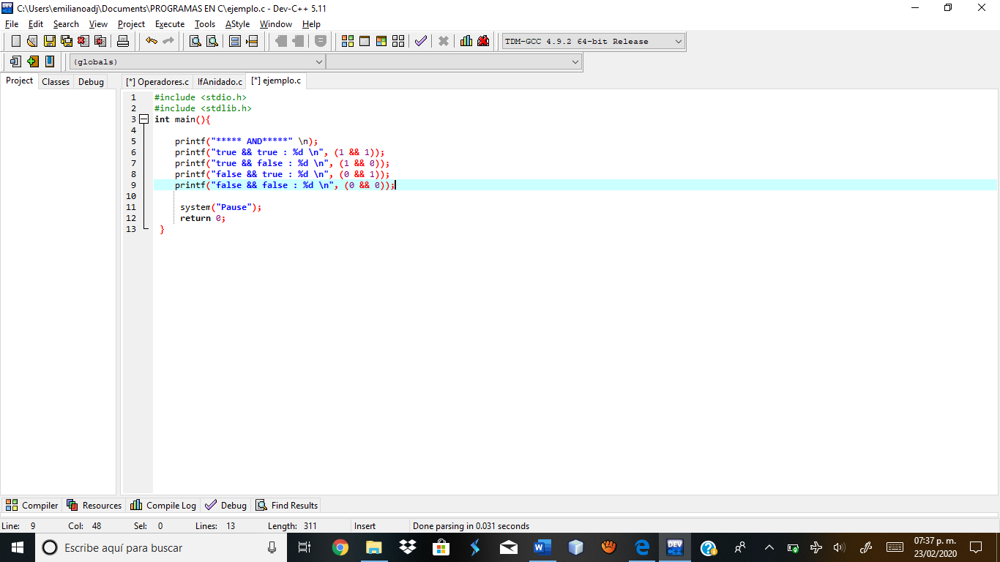 C:\Users\emilianoadj\Documents\PROGRAMAS EN C\ejemplo.c - Dev-C++ 5.11
File Edit Search View Project Execute Tools AStyle Window Help
TDM-GCC 4.9.2 64-bit Release
(globals)
Project Classes Debug [*] Operadores.c IfAnidado.c [*] ejemplo.c
1 #include <stdio.h>
2 #include <stdlib.h>
3 int main(){
4
5 printf("***** AND*****" \n);
6 printf("true && true : %d \n", (1 && 1));
7 printf("true && false : %d \n", (1 && 0));
8 printf("false && true : %d \n", (0 && 1));
9 printf("false && false : %d \n", (0 && 0));
10
11 system("Pause");
12 return 0;
13 }
Compiler Resources Compile Log Debug Find Results
Line: 9 Col: 48 Sel: 0 Lines: 13 Length: 311 Insert Done parsing in 0.031 seconds
Escribe aquí para buscar
W
DEV
07:37 p. m.
23/02/2020